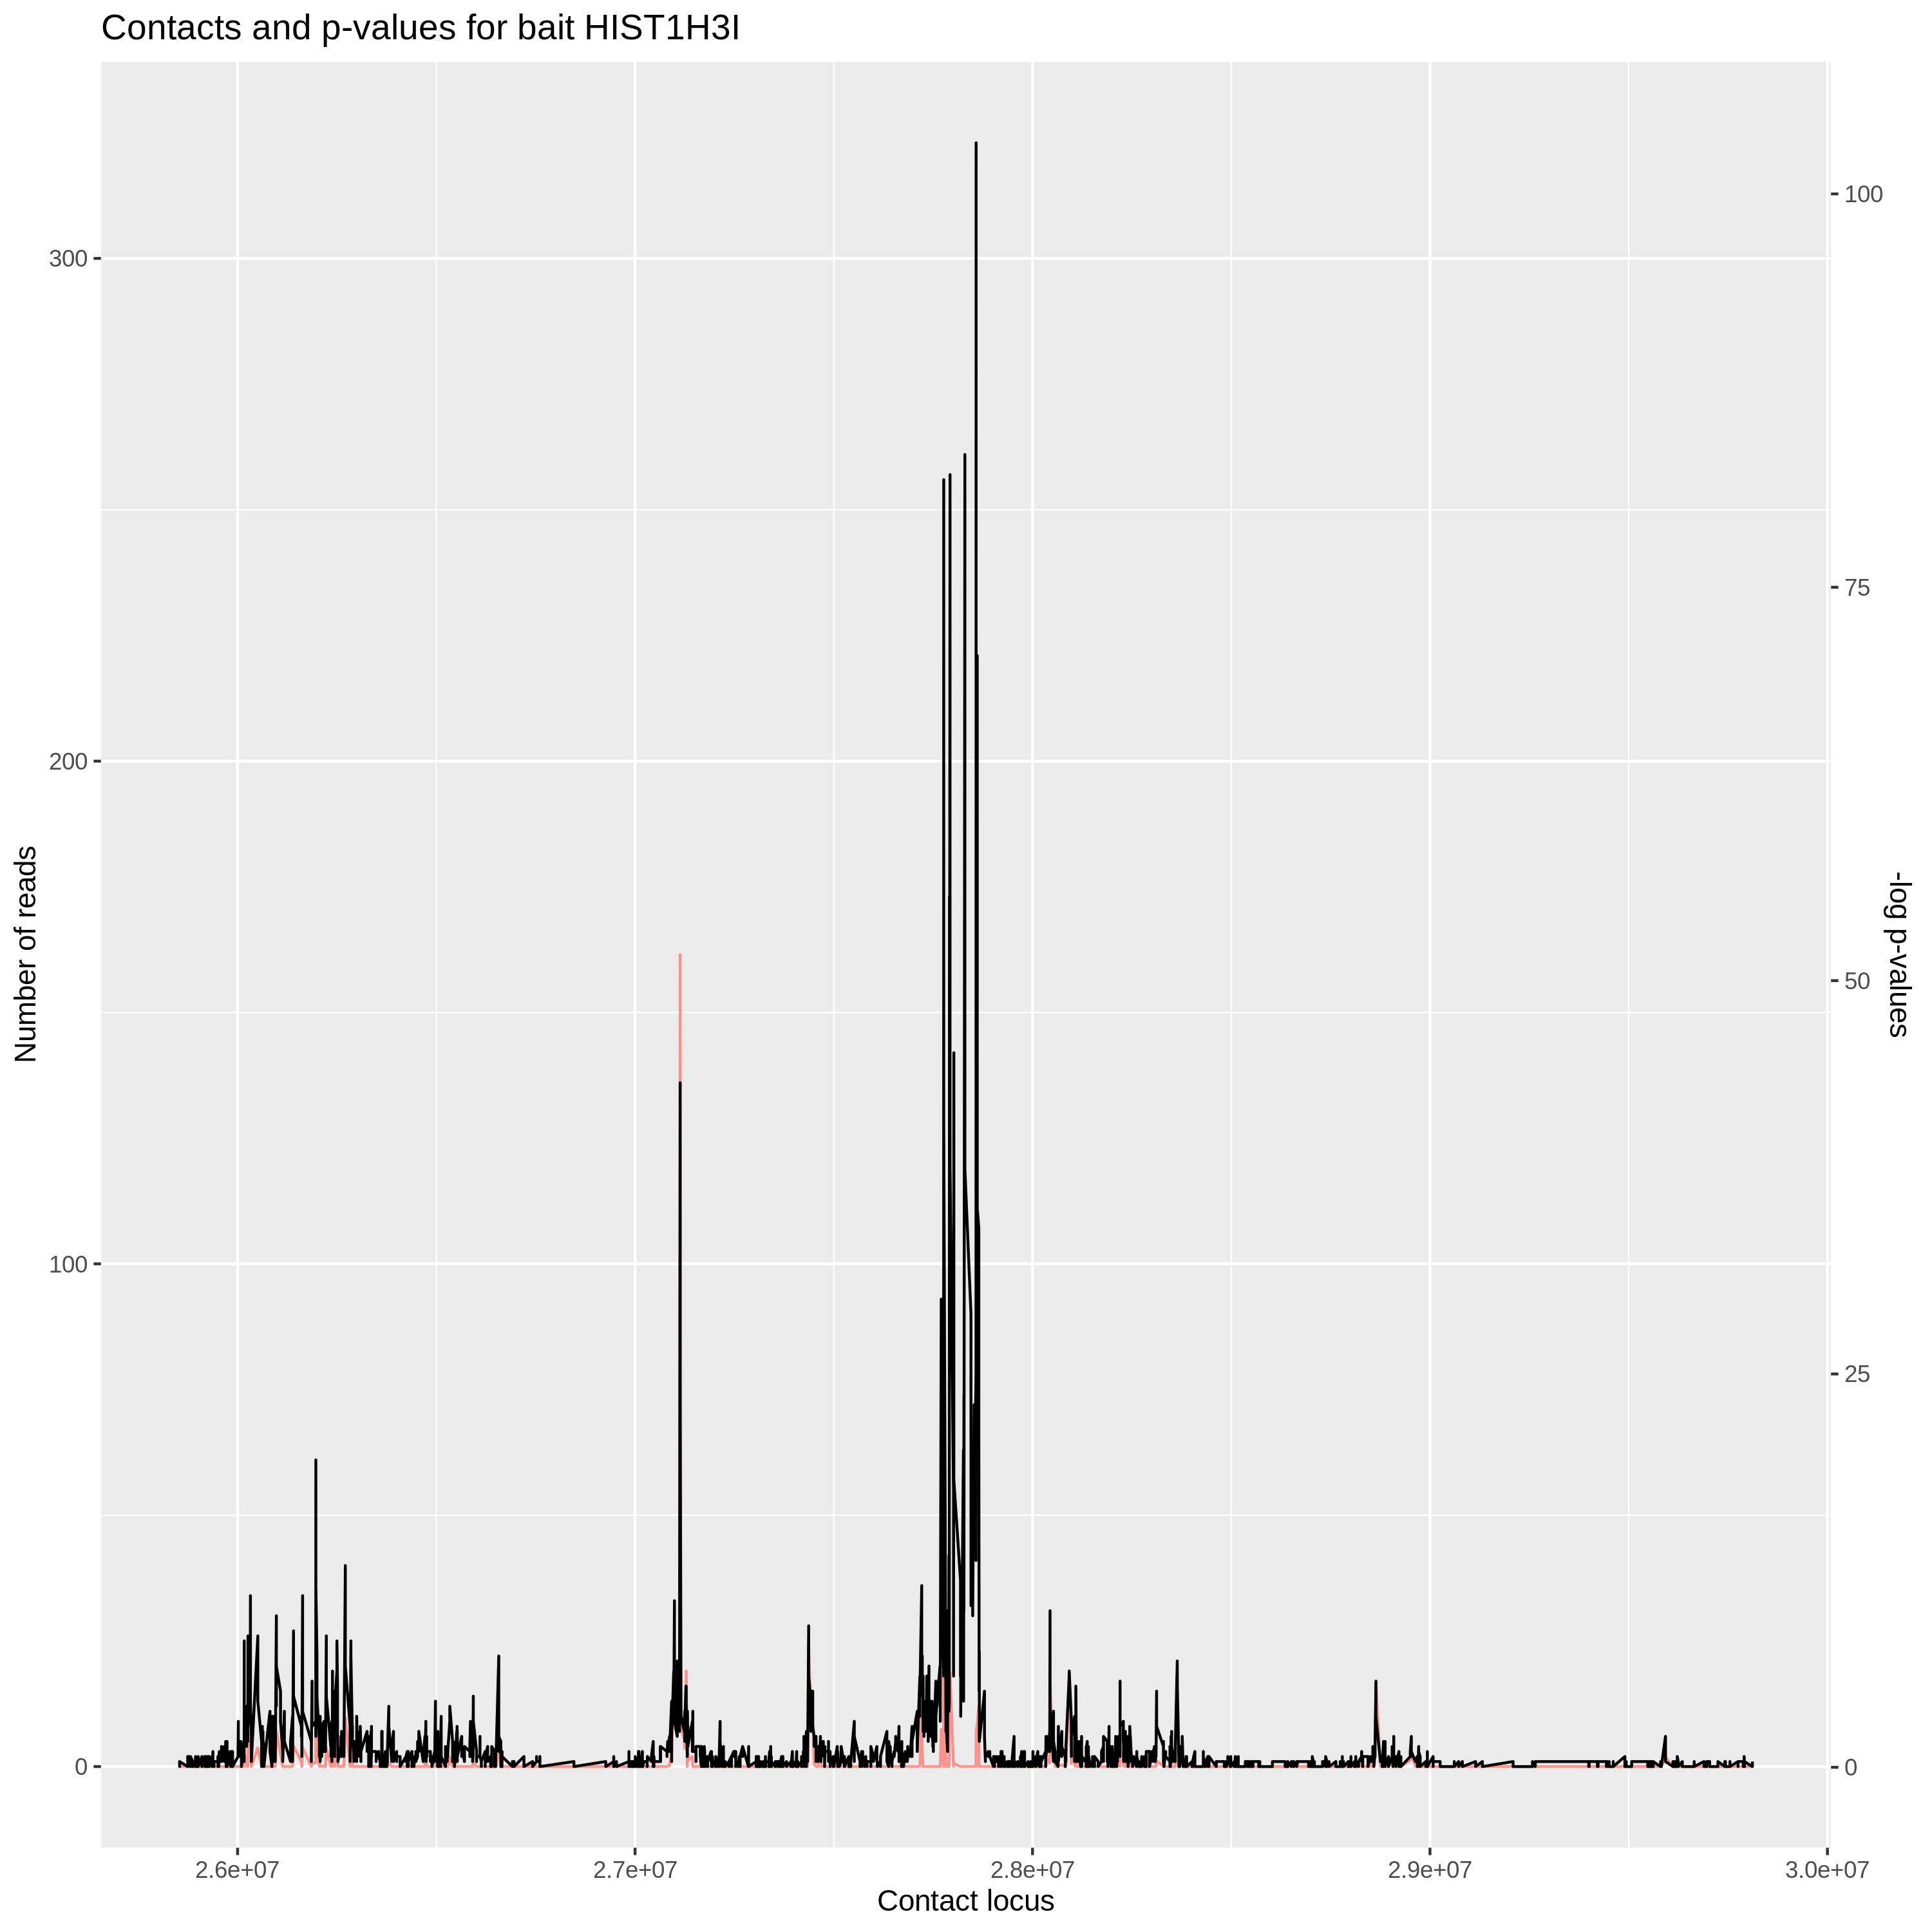 Contacts and p-values for bait HIST1H3I
300
200
100
0
100
75
50
25
0
Number of reads
-log p-values
2.6e+07 2.7e+07 2.8e+07 2.9e+07 3.0e+07
Contact locus